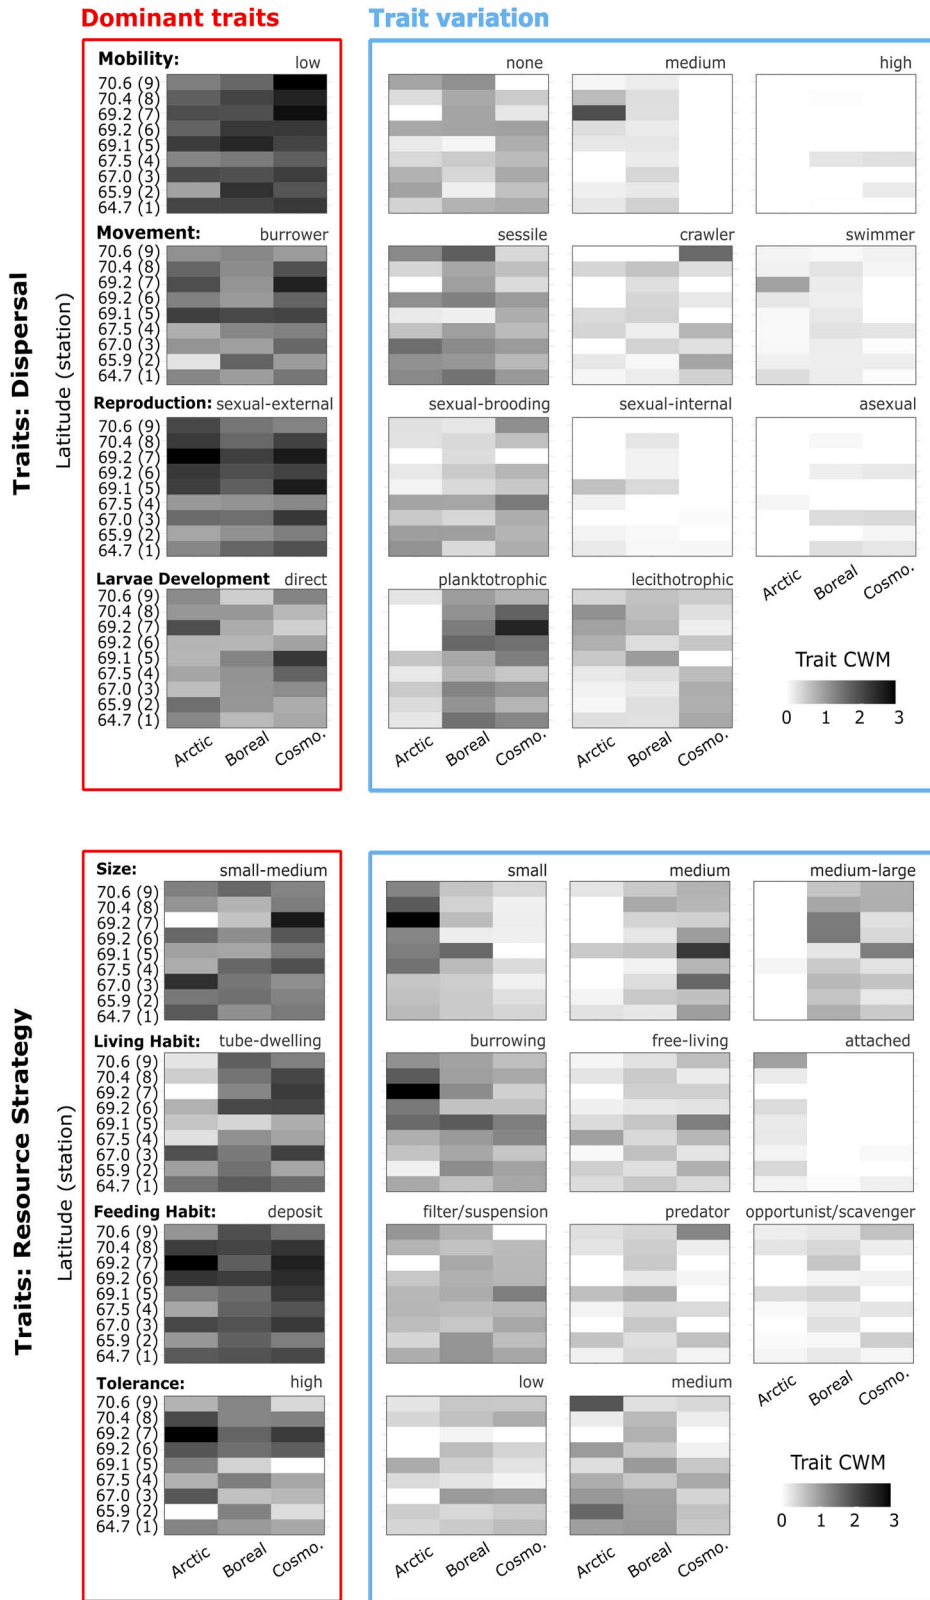 Dominant traits
Trait variation
Mobility:
low
none
medium
high
70.6 (9)
70.4 (8)
69.2 (7)
69.2 (6)
69.1 (5)
67.5 (4)
67.0 (3)
65.9 (2)
64.7 (1)
Movement:
burrower
sessile
crawler
swimmer
70.6 (9)
70.4 (8)
69.2 (7)
69.2 (6)
69.1 (5)
67.5 (4)
67.0 (3)
65.9 (2)
64.7 (1)
Traits: Dispersal
Latitude (station)
Reproduction:
sexual-external
sexual-brooding
sexual-internal
asexual
70.6 (9)
70.4 (8)
69.2 (7)
69.2 (6)
69.1 (5)
67.5 (4)
67.0 (3)
65.9 (2)
64.7 (1)
Arctic
Boreal
Cosmo.
Larvae Development
direct
planktotrophic
lecithotrophic
70.6 (9)
70.4 (8)
69.2 (7)
69.2 (6)
69.1 (5)
67.5 (4)
67.0 (3)
65.9 (2)
64.7 (1)
Trait CWM
0 1 2 3
Arctic
Boreal
Cosmo.
Arctic
Boreal
Cosmo.
Arctic
Boreal
Cosmo.
Size:
small-medium
small
medium
medium-large
70.6 (9)
70.4 (8)
69.2 (7)
69.2 (6)
69.1 (5)
67.5 (4)
67.0 (3)
65.9 (2)
64.7 (1)
Living Habit:
tube-dwelling
burrowing
free-living
attached
70.6 (9)
70.4 (8)
69.2 (7)
69.2 (6)
69.1 (5)
67.5 (4)
67.0 (3)
65.9 (2)
64.7 (1)
Traits: Resource Strategy
Latitude (station)
Feeding Habit:
deposit
filter/suspension
predator
opportunist/scavenger
70.6 (9)
70.4 (8)
69.2 (7)
69.2 (6)
69.1 (5)
67.5 (4)
67.0 (3)
65.9 (2)
64.7 (1)
Arctic
Boreal
Cosmo.
Tolerance:
high
low
medium
70.6 (9)
70.4 (8)
69.2 (7)
69.2 (6)
69.1 (5)
67.5 (4)
67.0 (3)
65.9 (2)
64.7 (1)
Trait CWM
0 1 2 3
Arctic
Boreal
Cosmo.
Arctic
Boreal
Cosmo.
Arctic
Boreal
Cosmo.